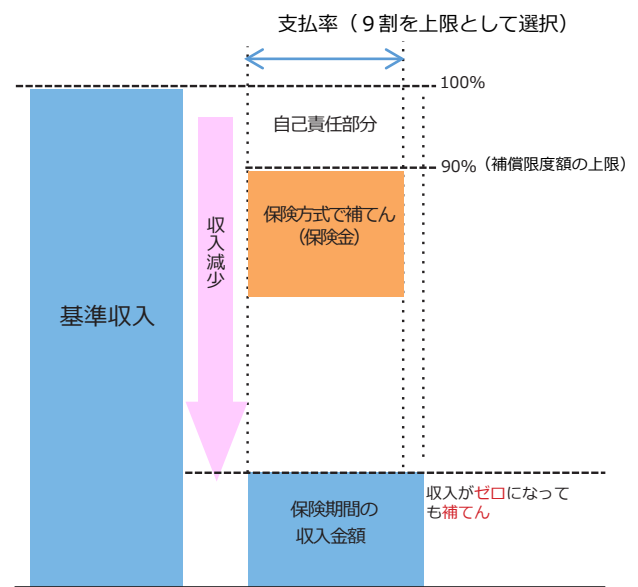 支払率（９割を上限として選択）
100%
自己責任部分
90%（補償限度額の上限）
保険方式で補てん
（保険金）
収入減少
基準収入
保険期間の
収入金額
収入がゼロになって
も補てん